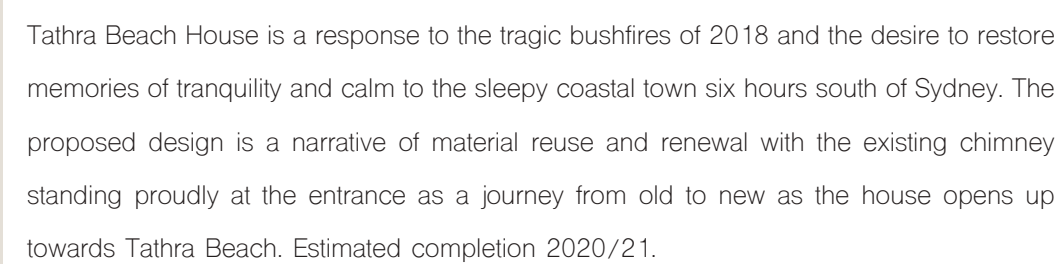 Tathra Beach House is a response to the tragic bushfires of 2018 and the desire to restore
memories of tranquility and calm to the sleepy coastal town six hours south of Sydney. The
proposed design is a narrative of material reuse and renewal with the existing chimney
standing proudly at the entrance as a journey from old to new as the house opens up
towards Tathra Beach. Estimated completion 2020/21.